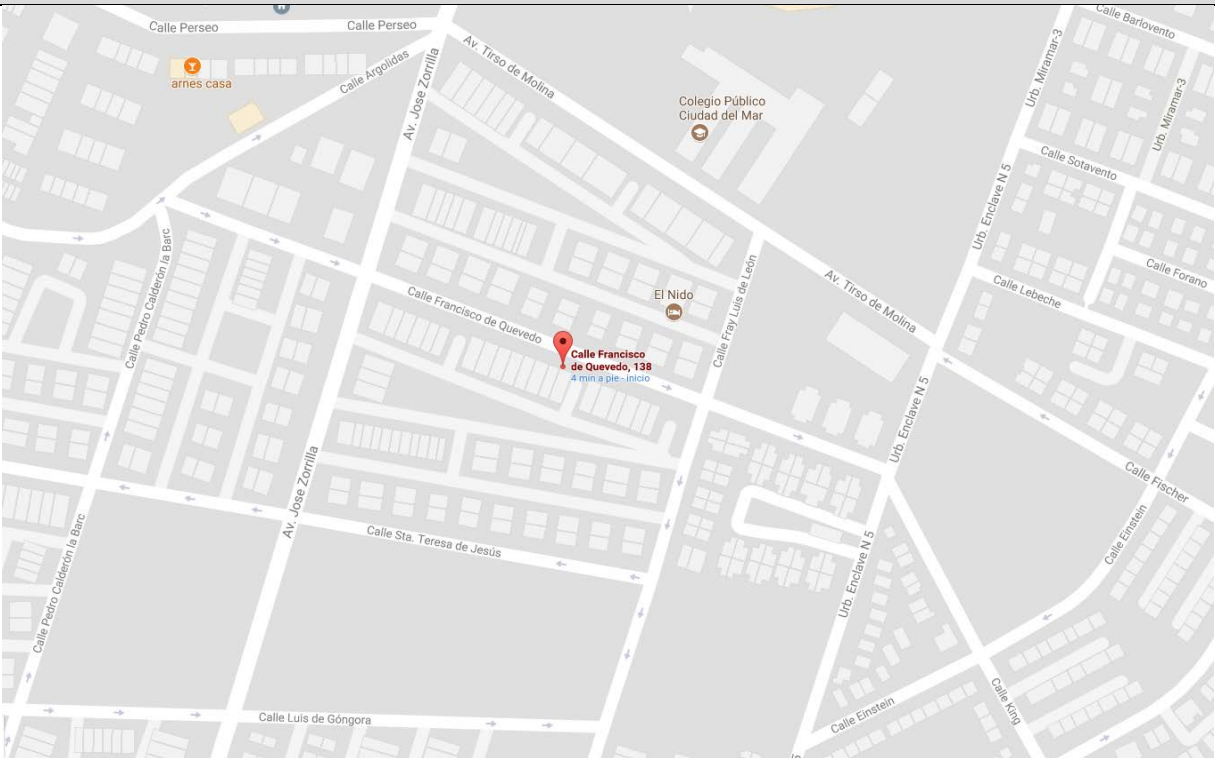 Calle Perseo
Calle Perseo
Calle Barlovento
Av. Tirso de Molina
Urb. Miramar-3
Calle Argolidas
arnes casa
Av. Jose Zorrilla
Colegio Público
Ciudad del Mar
Urb. Miramar-3
Calle Sotavento
Urb. Enclave N 5
Calle Pedro Calderón la Barc
Calle Forano
Calle Lebeche
Calle Fray Luis de León
Av. Tirso de Molina
El Nido
Calle Francisco de Quevedo
Calle Francisco
de Quevedo, 138
4 min a pie - inicio
Urb. Enclave N 5
Av. Jose Zorrilla
Calle Fischer
Calle Sta. Teresa de Jesús
Calle Einstein
Calle Pedro Calderón la Barc
Urb. Enclave N 5
Calle Luis de Góngora
Calle Einstein
Calle King